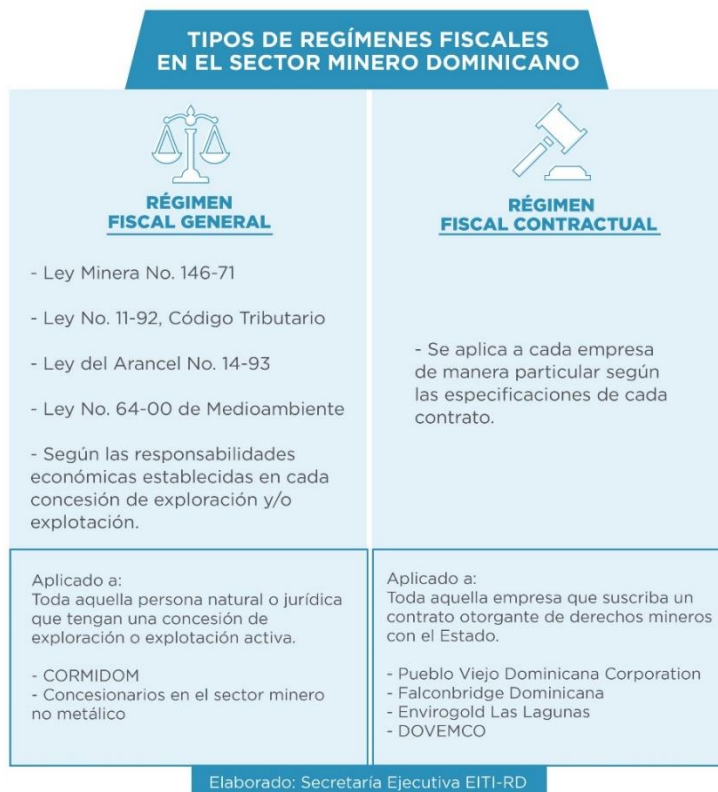 TIPOS DE REGÍMENES FISCALES
EN EL SECTOR MINERO DOMINICANO
RÉGIMEN
FISCAL GENERAL
- Ley Minera No. 146-71
- Ley No. 11-92, Código Tributario
- Ley del Arancel No. 14-93
- Ley No. 64-00 de Medioambiente
- Según las responsabilidades
económicas establecidas en cada
concesión de exploración y/o
explotación.
Aplicado a:
Toda aquella persona natural o jurídica
que tengan una concesión de
exploración o explotación activa.
- CORMIDOM
- Concesionarios en el sector minero
no metálico
RÉGIMEN
FISCAL CONTRACTUAL
- Se aplica a cada empresa
de manera particular según
las especificaciones de cada
contrato.
Aplicado a:
Toda aquella empresa que suscriba un
contrato otorgante de derechos mineros
con el Estado.
- Pueblo Viejo Dominicana Corporation
- Falconbridge Dominicana
- Envirogold Las Lagunas
- DOVEMCO
Elaborado: Secretaría Ejecutiva EITI-RD